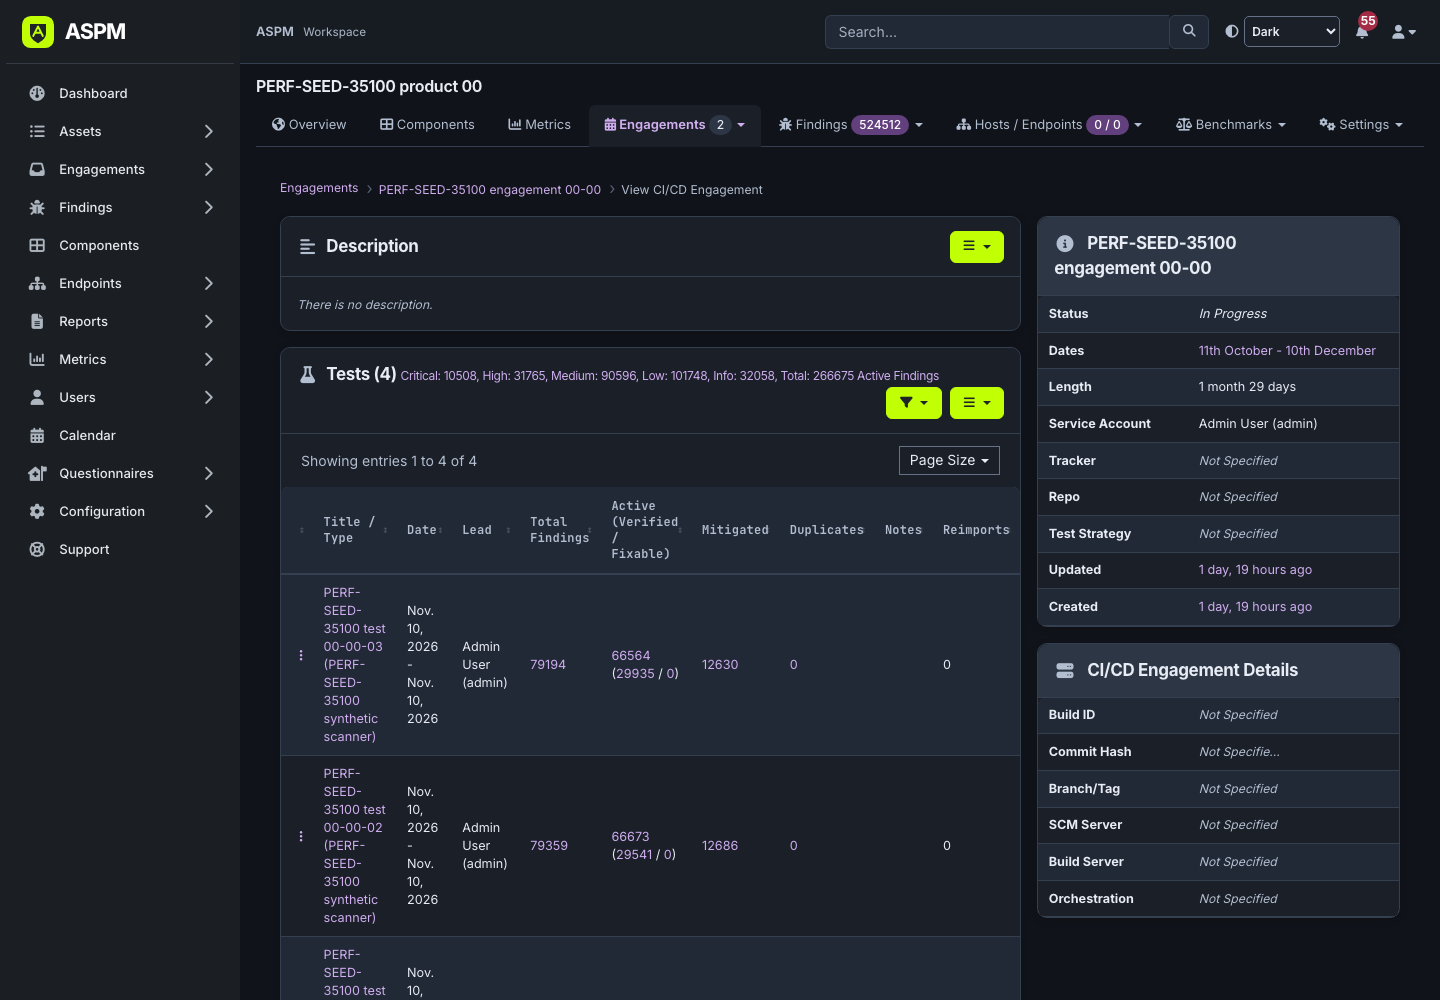 ASPM
ASPM Workspace
Search...
Dark
55
Dashboard
Assets
Engagements
Findings
Components
Endpoints
Reports
Metrics
Users
Calendar
Questionnaires
Configuration
Support
PERF-SEED-35100 product 00
Overview
Components
Metrics
Engagements 2
Findings 524512
Hosts / Endpoints 0 / 0
Benchmarks
Settings
Engagements
PERF-SEED-35100 engagement 00-00
View CI/CD Engagement
Description
There is no description.
Tests (4) Critical: 10508, High: 31765, Medium: 90596, Low: 101748, Info: 32058, Total: 266675 Active Findings
Showing entries 1 to 4 of 4
Page Size
Title /
Type
Date
Lead
Total
Findings
Active
(Verified
/
Fixable)
Mitigated
Duplicates
Notes
Reimports
PERF-
SEED-
35100 test
00-00-03
(PERF-
SEED-
35100
synthetic
scanner)
Nov.
10,
2026
-
Nov.
10,
2026
Admin
User
(admin)
79194
66564
(29935 / 0)
12630
0
0
PERF-
SEED-
35100 test
00-00-02
(PERF-
SEED-
35100
synthetic
scanner)
Nov.
10,
2026
-
Nov.
10,
2026
Admin
User
(admin)
79359
66673
(29541 / 0)
12686
0
0
PERF-
SEED-
35100 test
Nov.
10,
PERF-SEED-35100
engagement 00-00
Status In Progress
Dates 11th October - 10th December
Length 1 month 29 days
Service Account Admin User (admin)
Tracker Not Specified
Repo Not Specified
Test Strategy Not Specified
Updated 1 day, 19 hours ago
Created 1 day, 19 hours ago
CI/CD Engagement Details
Build ID Not Specified
Commit Hash Not Specifie...
Branch/Tag Not Specified
SCM Server Not Specified
Build Server Not Specified
Orchestration Not Specified